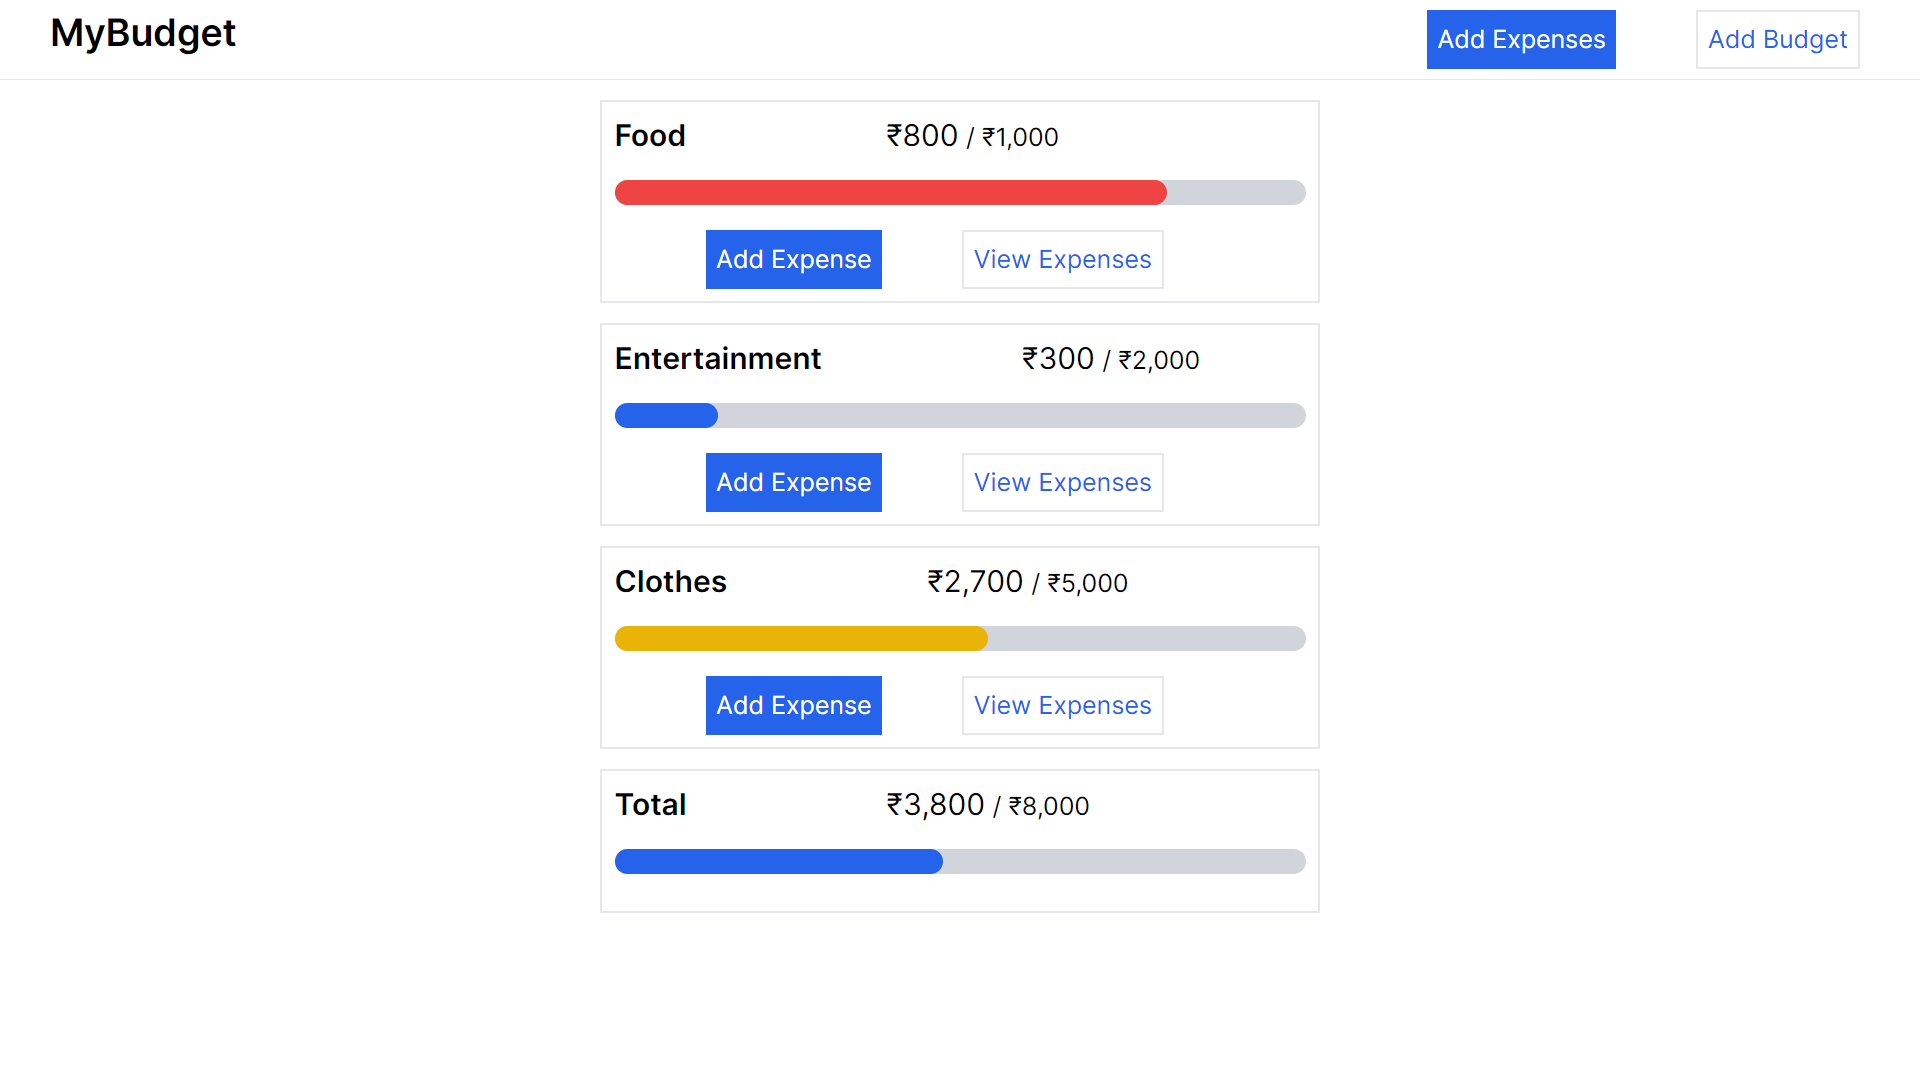 MyBudget Add Expenses Add Budget
Food ₹800 / ₹1,000
Add Expense View Expenses
Entertainment ₹300 / ₹2,000
Add Expense View Expenses
Clothes ₹2,700 / ₹5,000
Add Expense View Expenses
Total ₹3,800 / ₹8,000